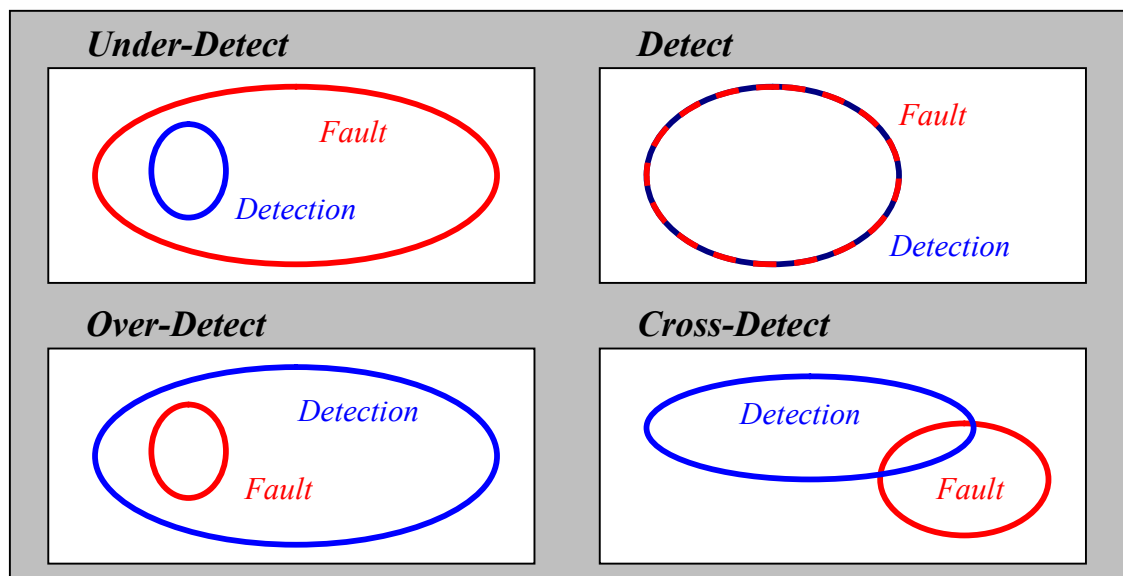 Under-Detect
Fault
Detection
Detect
Fault
Detection
Over-Detect
Detection
Fault
Cross-Detect
Detection
Fault